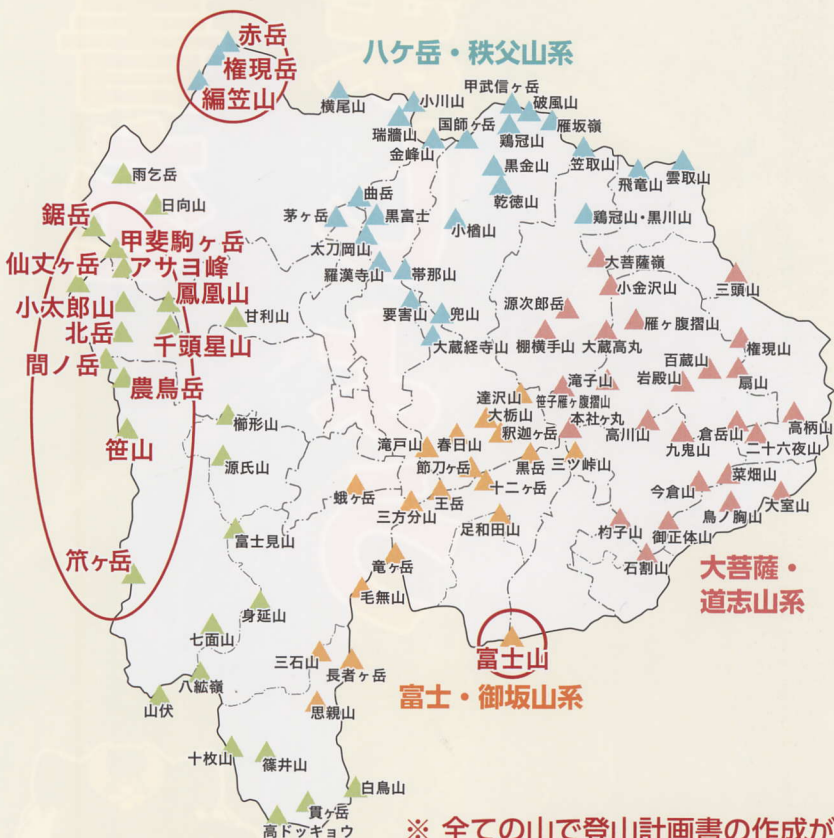 赤岳
権現岳
編笠山
八ヶ岳・秩父山系
横尾山
小川山
瑞牆山
金峰山
国師ヶ岳
甲武信ヶ岳
破風山
鶏冠山
雁坂嶺
笠取山
飛竜山
雲取山
黒金山
乾徳山
曲岳
茅ヶ岳
黒富士
太刀岡山
羅漢寺山
帯那山
小楢山
鶏冠山・黒川山
要害山
兜山
大蔵経寺山
雨乞岳
日向山
鋸岳
甲斐駒ヶ岳
仙丈ヶ岳
アサヨ峰
小太郎山
鳳凰山
北岳
千頭星山
甘利山
間ノ岳
農鳥岳
笹山
櫛形山
源氏山
富士見山
笊ヶ岳
身延山
七面山
八紘嶺
山伏
十枚山
篠井山
白鳥山
貫ヶ岳
高ドッキョウ
大菩薩嶺
小金沢山
三頭山
源次郎岳
雁ヶ腹摺山
棚横手山
大蔵高丸
権現山
百蔵山
扇山
岩殿山
滝子山
笹子雁ヶ腹摺山
本社ヶ丸
高川山
九鬼山
倉岳山
高柄山
二十六夜山
今倉山
菜畑山
大室山
鳥ノ胸山
杓子山
御正体山
石割山
大菩薩・
道志山系
達沢山
大栃山
釈迦ヶ岳
滝戸山
春日山
節刀ヶ岳
黒岳
三ツ峠山
十二ヶ岳
王岳
蛾ヶ岳
三方分山
足和田山
竜ヶ岳
毛無山
三石山
長者ヶ岳
思親山
富士山
富士・御坂山系
※ 全ての山で登山計画書の作成が